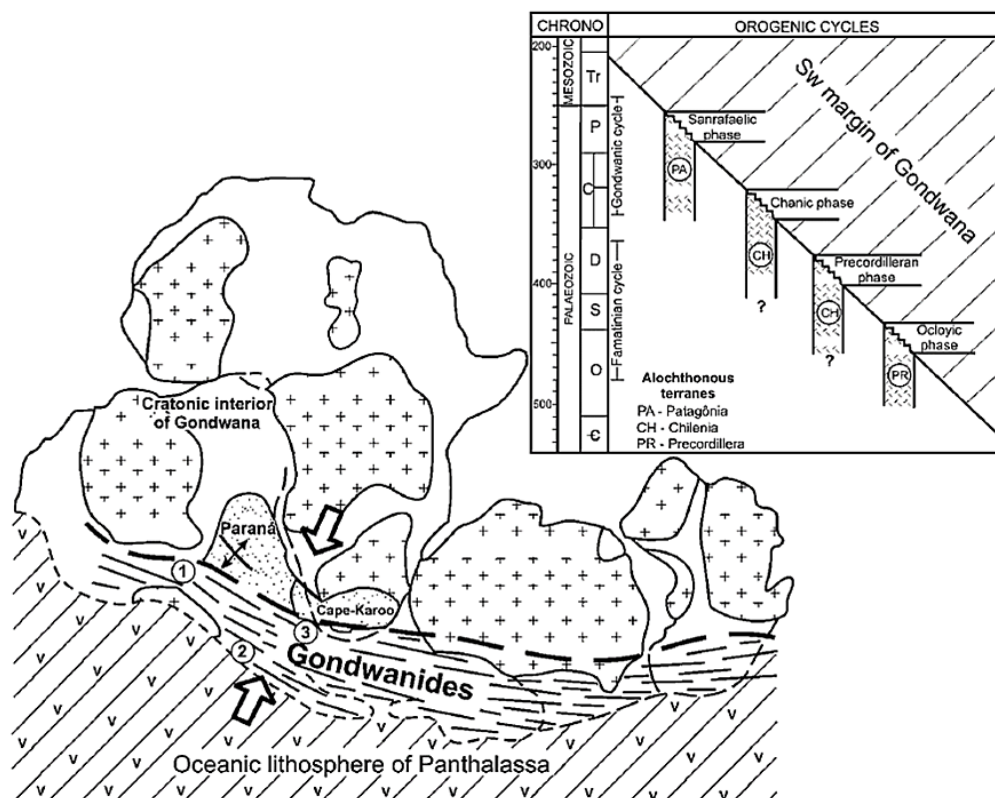 CHRONO
OROGENIC CYCLES
200
300
400
500
MESOZOIC
PALAEOZOIC
Tr
P
C
D
S
O
Є
Gondwanic cycle
Famatinian cycle
Sw margin of Gondwana
Sanrafaelic
phase
PA
Chanic phase
CH
?
Precordilleran
phase
CH
?
Ocloyic
phase
PR
Alochthonous
terranes
PA - Patagônia
CH - Chilenia
PR - Precordillera
Cratonic interior
of Gondwana
Paraná
Cape-Karoo
1
2
3
Gondwanides
Oceanic lithosphere of Panthalassa